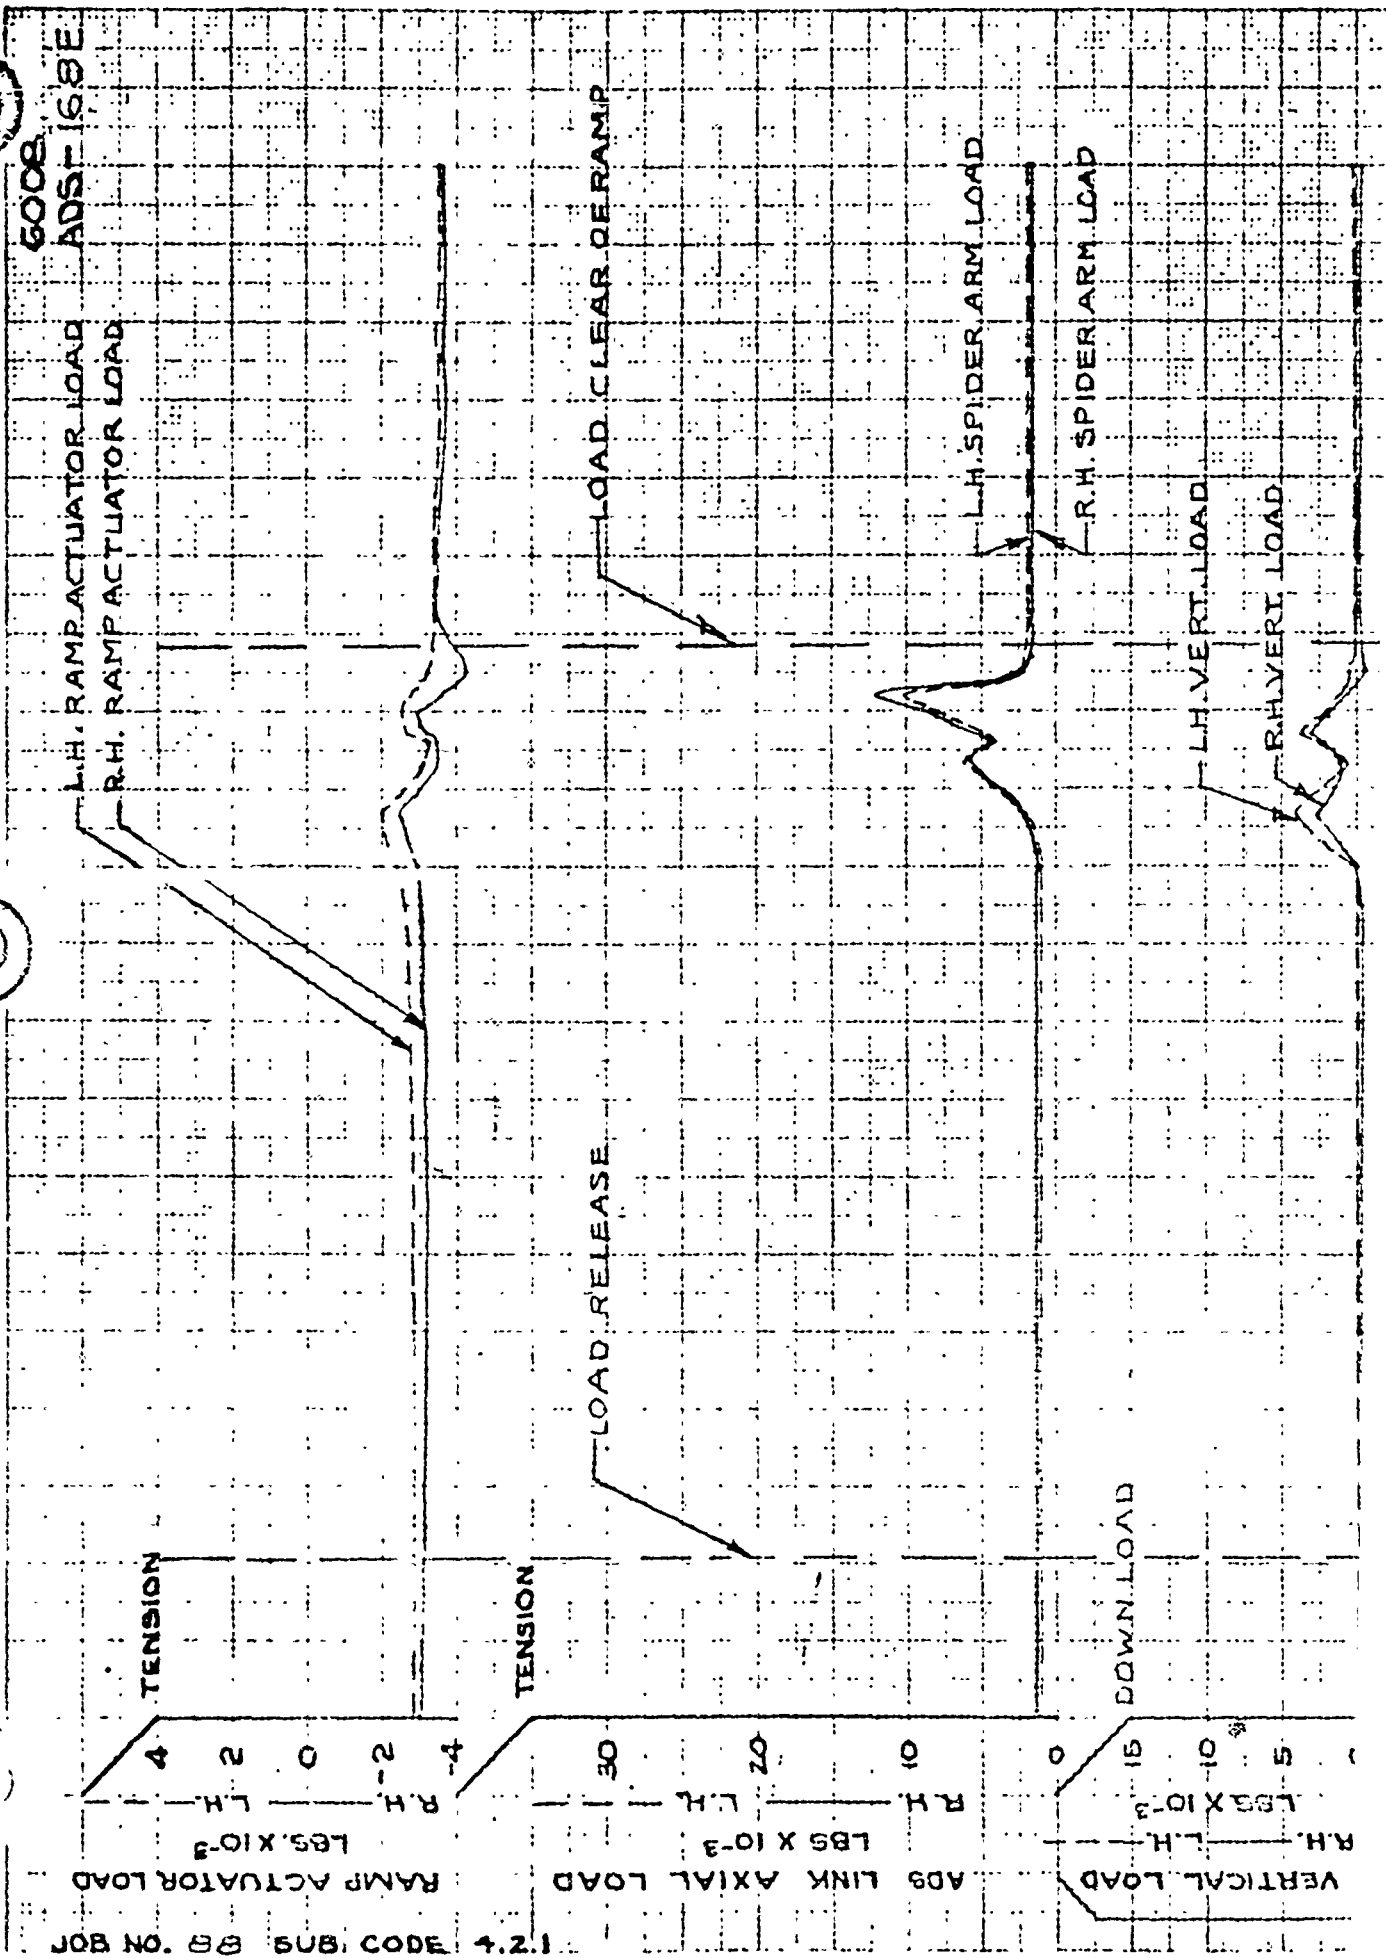 6008
ADS-168E
L.H. RAMP ACTUATOR LOAD
R.H. RAMP ACTUATOR LOAD
LOAD CLEAR OF RAMP
L.H. SPIDER ARM LOAD
R.H. SPIDER ARM LOAD
L.H. VERT. LOAD
R.H. VERT. LOAD
LOAD RELEASE
TENSION
TENSION
DOWN LOAD
4
2
0
-2
-4
30
20
10
0
15
10
5
RAMP ACTUATOR LOAD
LBS. X 10-3
R.H. L.H.
ADS LINK AXIAL LOAD
LBS X 10-3
R.H. L.H.
VERTICAL LOAD
R.H. L.H.
LBS X 10-3
JOB NO. 88 SUB. CODE 4.2.1